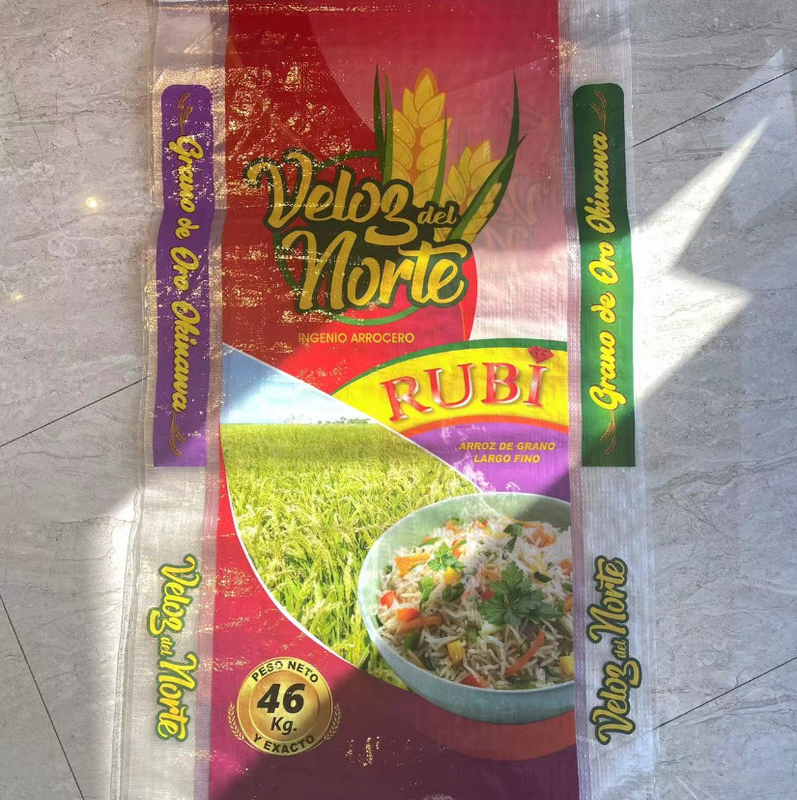 Veloz del
Norte
INGENIO ARROCERO
RUBÍ
ARROZ DE GRANO
LARGO FINO
PESO NETO
46
Kg.
Y EXACTO
Grano de Oro Okinawa
Veloz del Norte
Grano de Oro Okinawa
Veloz del Norte